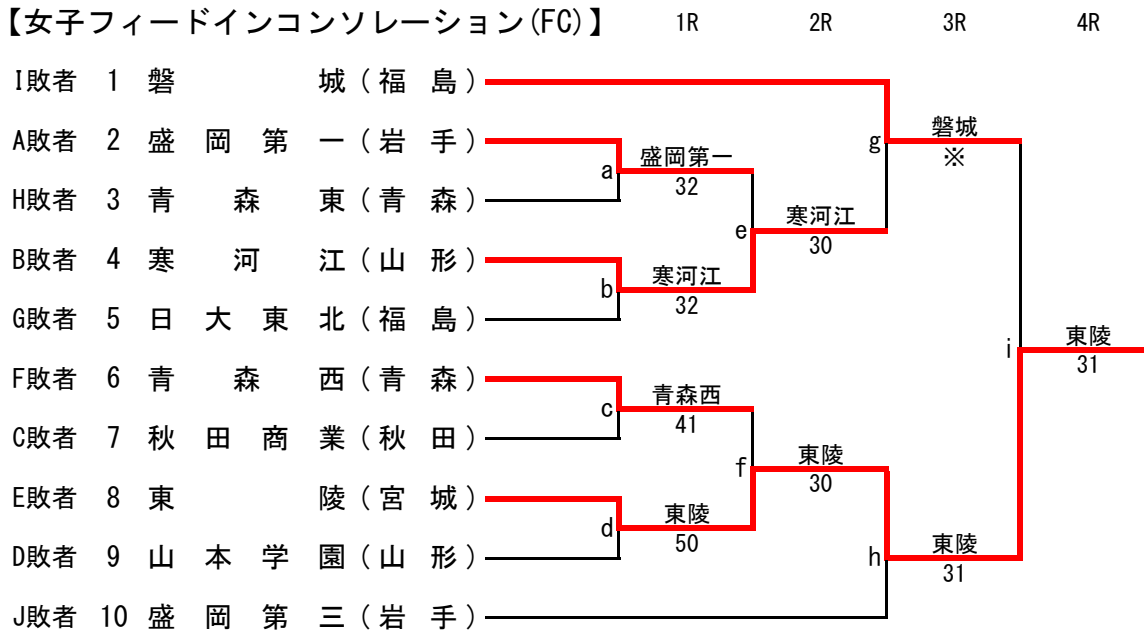 【女子フィードインコンソレーション(FC)】 1R 2R 3R 4R
I敗者 1 磐城(福島)
磐城
A敗者 2 盛岡第一(岩手)
g
盛岡第一
※
a
32
H敗者 3 青森東(青森)
寒河江
e
30
B敗者 4 寒河江(山形)
寒河江
b
32
G敗者 5 日大東北(福島)
東陵
i
31
F敗者 6 青森西(青森)
青森西
c
41
C敗者 7 秋田商業(秋田)
東陵
f
30
E敗者 8 東陵(宮城)
東陵
d
50
D敗者 9 山本学園(山形)
東陵
h
31
J敗者 10 盛岡第三(岩手)